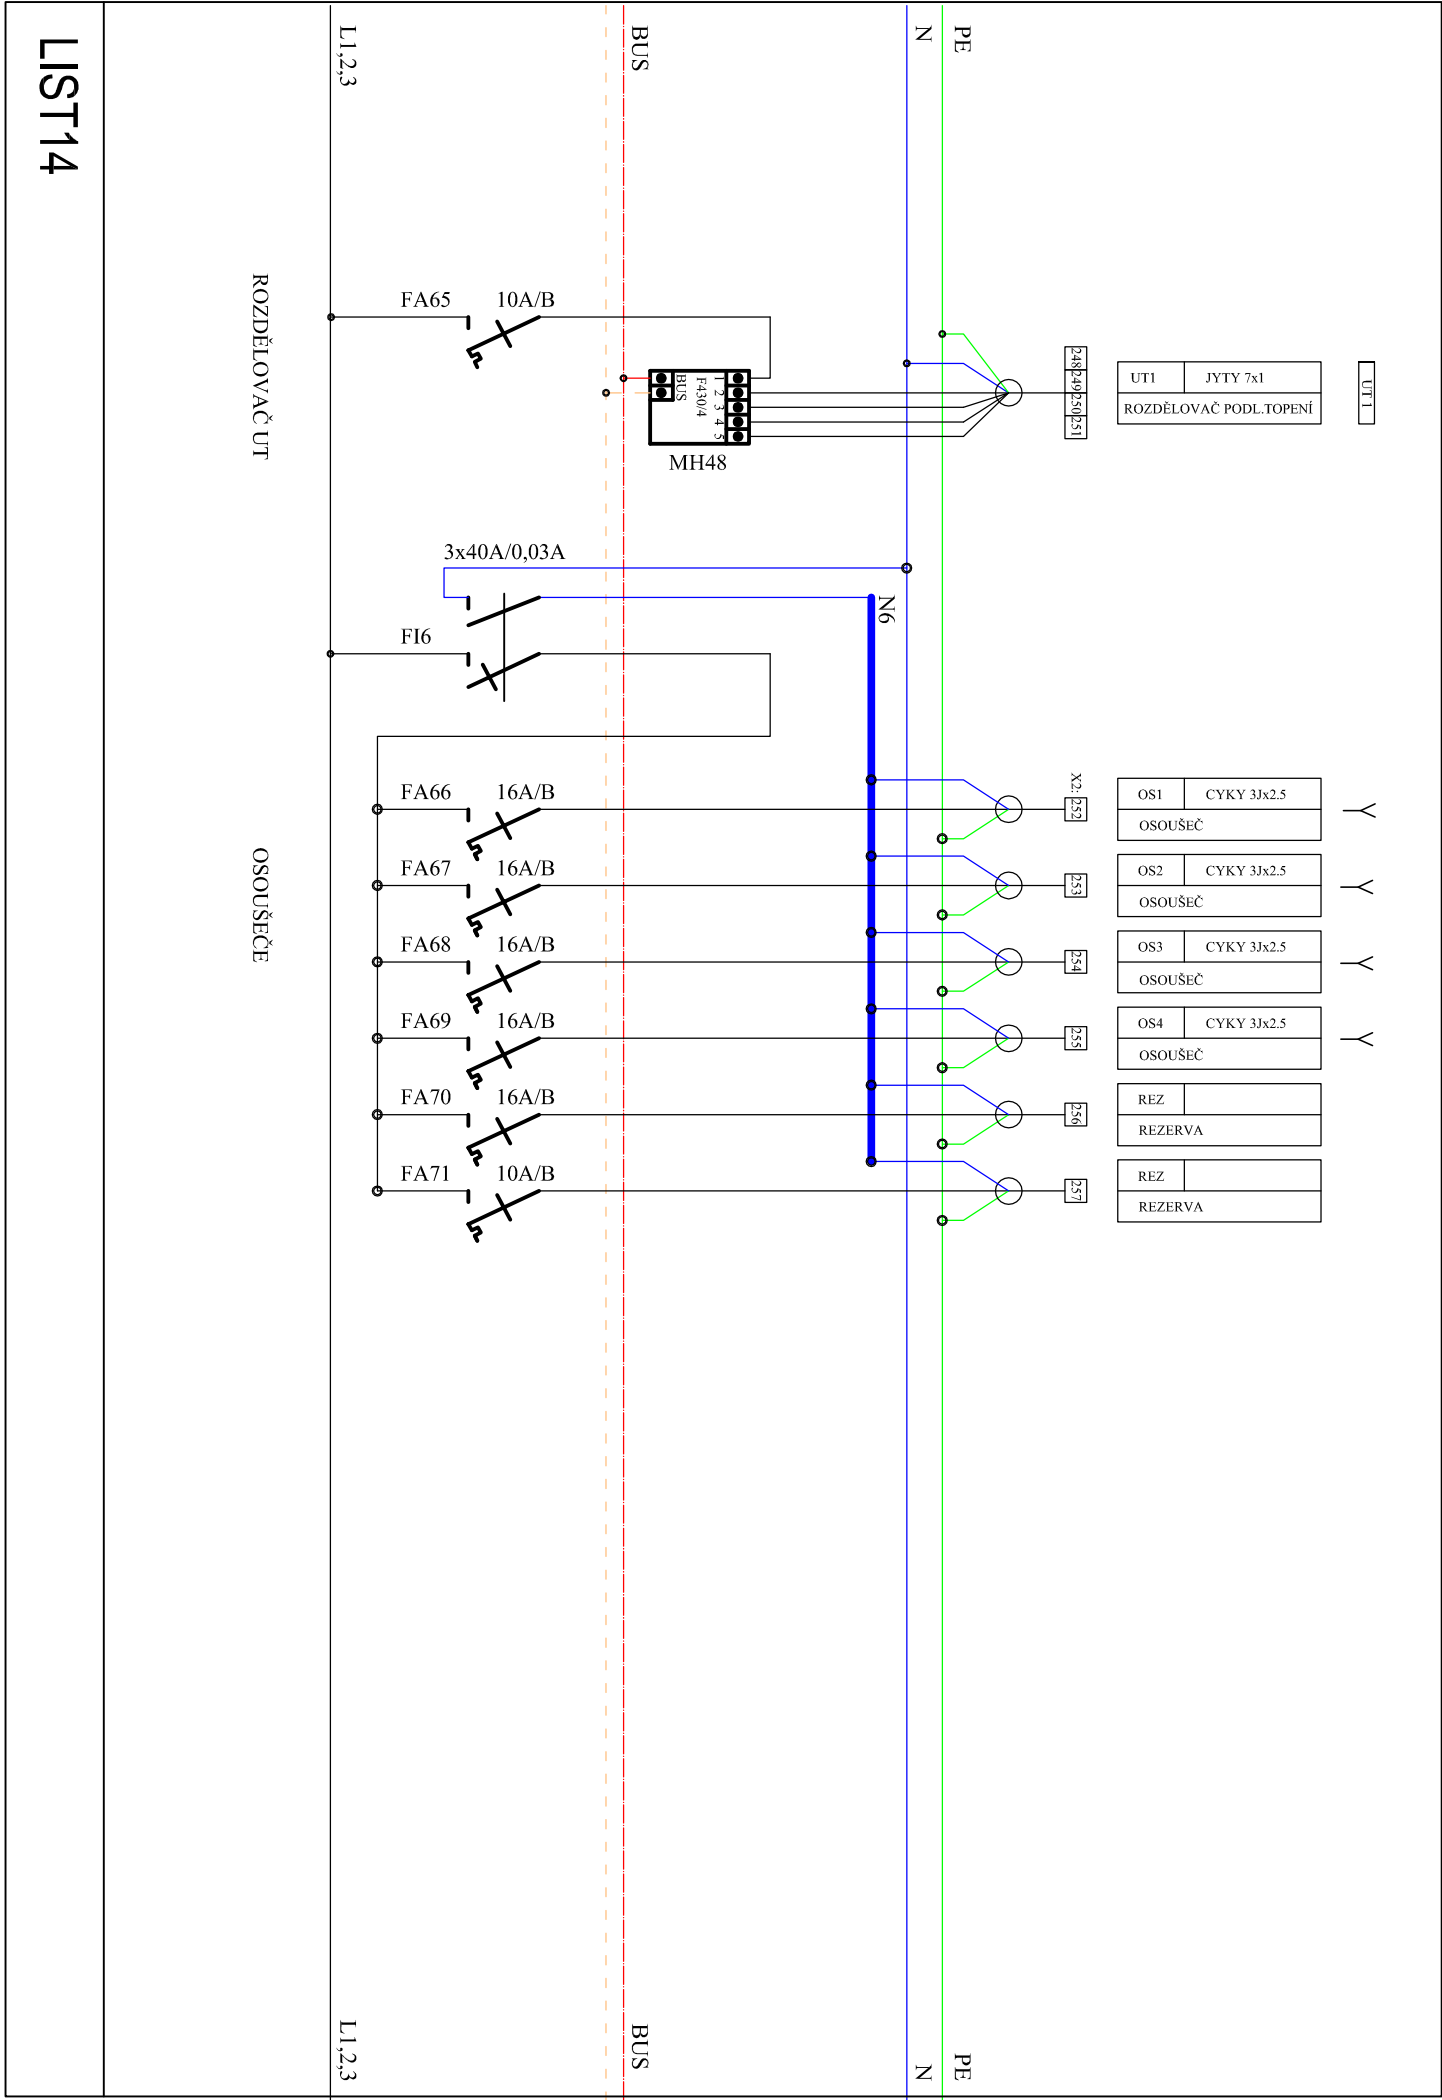 LIST14
L1,2,3
BUS
N
PE
ROZDĚLOVAČ UT
FA65
10A/B
BUS
F430/4
1
2
3
4
5
MH48
248
249
250
251
UT1
JYTY 7x1
ROZDĚLOVAČ PODL.TOPENÍ
UT 1
3x40A/0,03A
FI6
N6
OSOUŠEČE
FA66
16A/B
X2:
252
OS1
CYKY 3Jx2.5
OSOUŠEČ
FA67
16A/B
253
OS2
CYKY 3Jx2.5
OSOUŠEČ
FA68
16A/B
254
OS3
CYKY 3Jx2.5
OSOUŠEČ
FA69
16A/B
255
OS4
CYKY 3Jx2.5
OSOUŠEČ
FA70
16A/B
256
REZ
REZERVA
FA71
10A/B
257
REZ
REZERVA
L1,2,3
BUS
N
PE